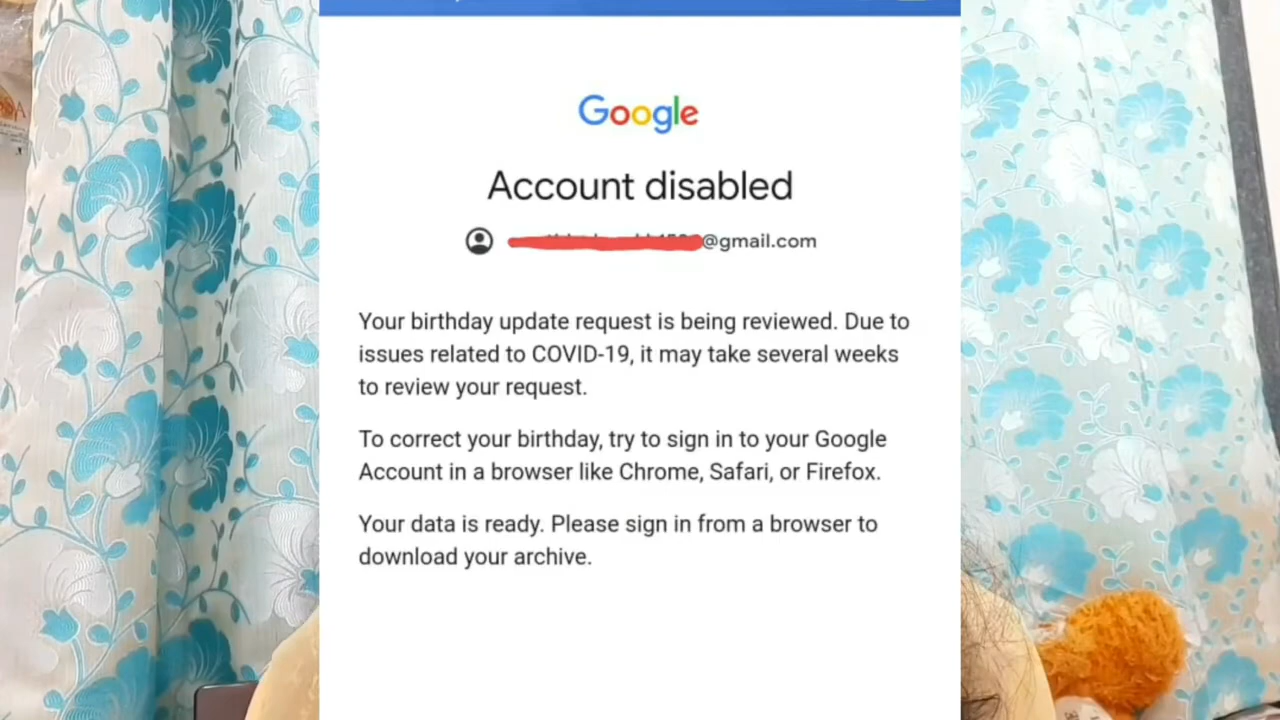 Google
Account disabled
@gmail.com
Your birthday update request is being reviewed. Due to
issues related to COVID-19, it may take several weeks
to review your request.
To correct your birthday, try to sign in to your Google
Account in a browser like Chrome, Safari, or Firefox.
Your data is ready. Please sign in from a browser to
download your archive.